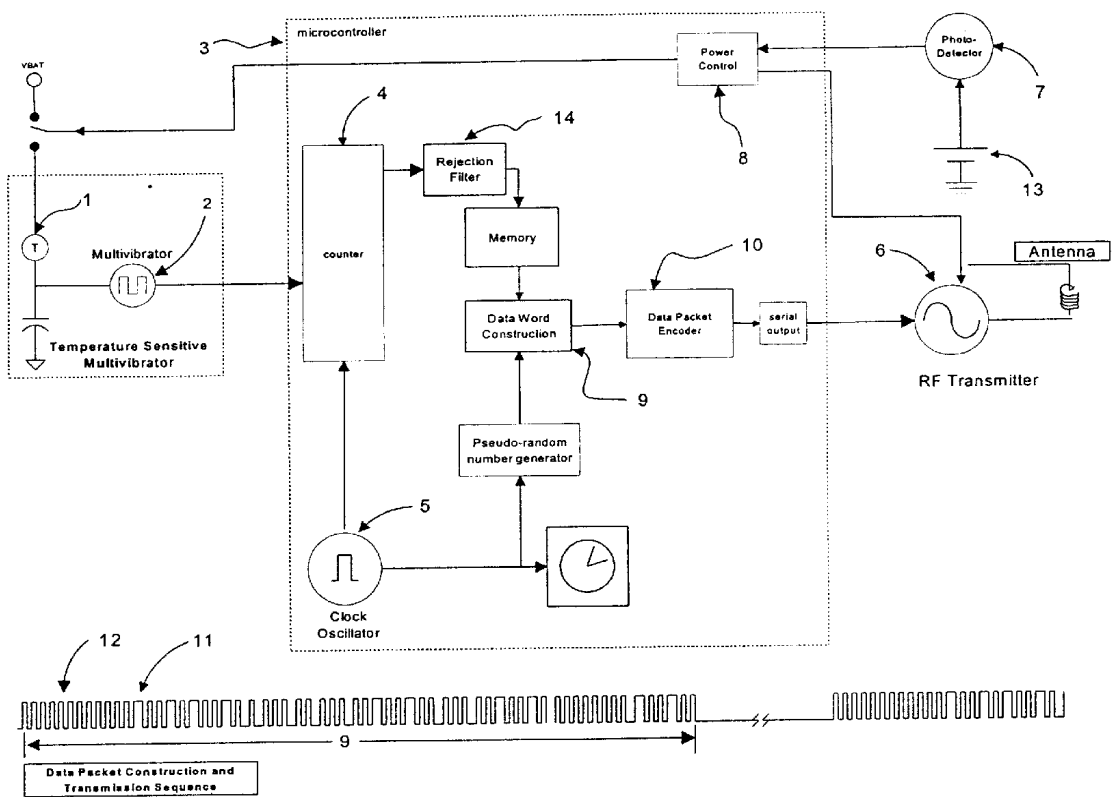 microcontroller
3
VBAT
4
14
Power
Control
Photo-
Detector
7
8
13
Rejection
Filter
1
2
Memory
T
Multivibrator
counter
10
6
Antenna
Data Word
Construction
Data Packet
Encoder
serial
output
Temperature Sensitive
Multivibrator
RF Transmitter
9
Pseudo-random
number generator
5
Clock
Oscillator
12
11
9
Data Packet Construction and
Transmission Sequence